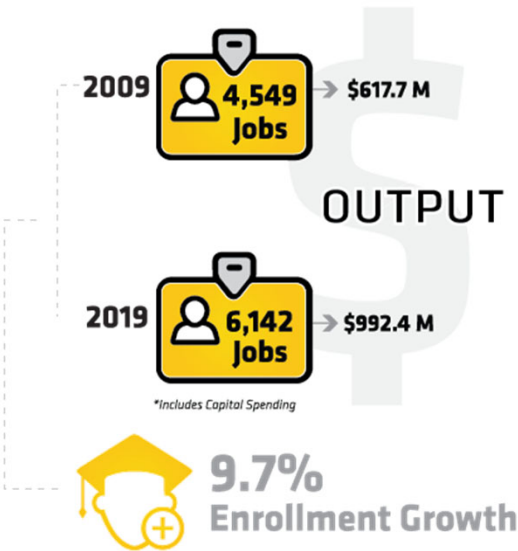 2009
4,549
Jobs
$617.7 M
OUTPUT
2019
6,142
Jobs
$992.4 M
*Includes Capital Spending
9.7%
Enrollment Growth